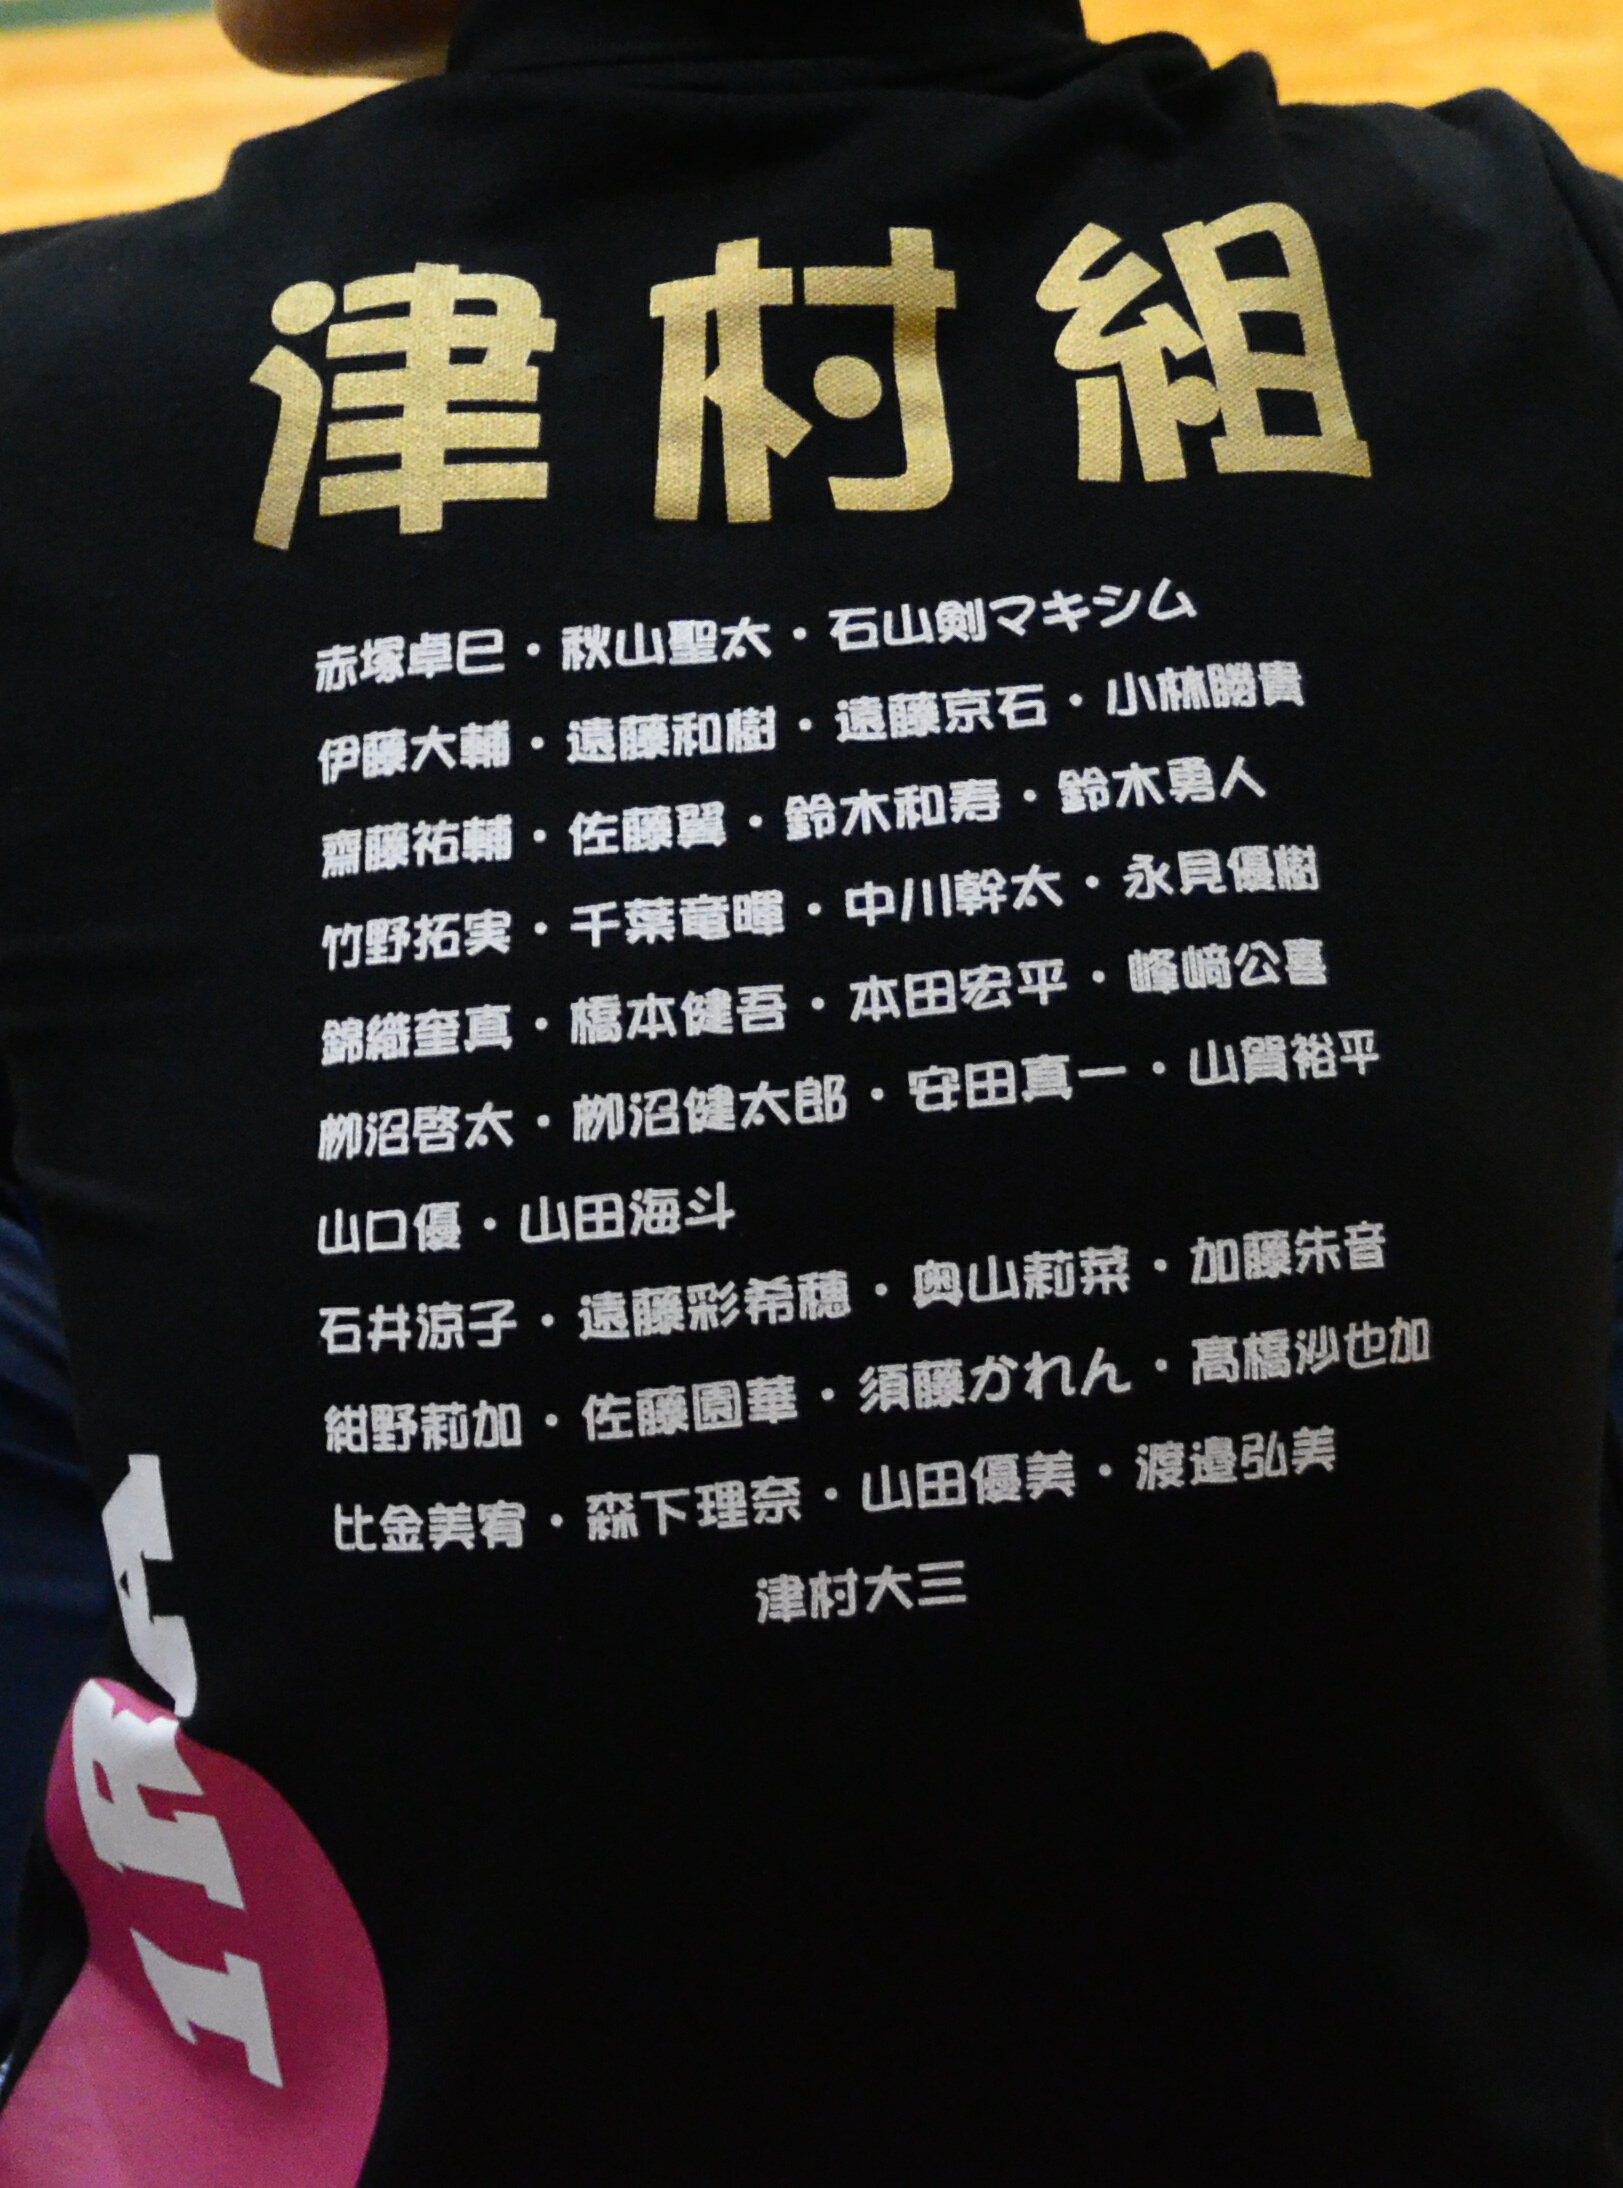 津村組
赤塚卓巳・秋山聖太・石山剣マキシム
伊藤大輔・遠藤和樹・遠藤京石・小林勝貴
齋藤祐輔・佐藤翼・鈴木和寿・鈴木勇人
竹野拓実・千葉竜暉・中川幹太・永見優樹
錦織奎真・橋本健吾・本田宏平・峰﨑公喜
栁沼啓太・栁沼健太郎・安田真一・山賀裕平
山口優・山田海斗
石井涼子・遠藤彩希穂・奥山莉菜・加藤朱音
紺野莉加・佐藤園華・須藤かれん・髙橋沙也加
比金美宥・森下理奈・山田優美・渡邉弘美
津村大三